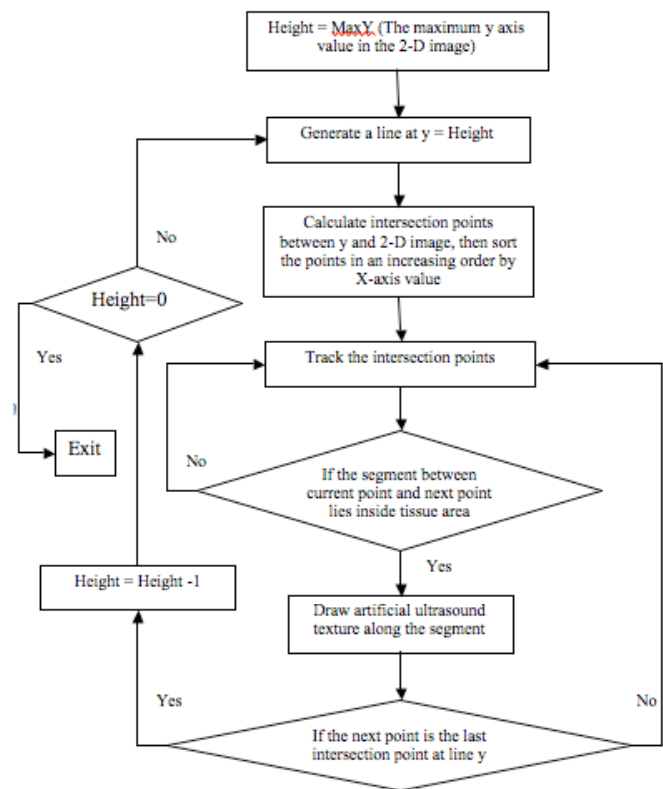 Height = MaxY (The maximum y axis
value in the 2-D image)
Generate a line at y = Height
No
Calculate intersection points
between y and 2-D image, then sort
the points in an increasing order by
X-axis value
Height=0
Yes
Track the intersection points
Exit
No
If the segment between
current point and next point
lies inside tissue area
Yes
Height = Height -1
Draw artificial ultrasound
texture along the segment
Yes
No
If the next point is the last
intersection point at line y